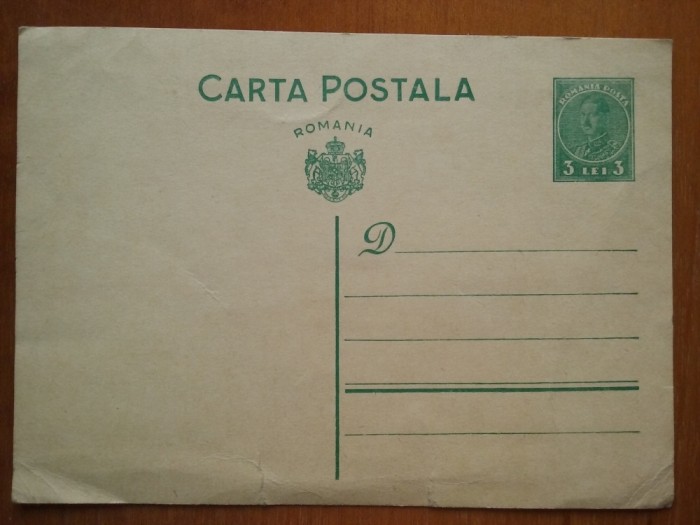 CARTA POSTALA
ROMANIA
ROMANIA POSTA
3 LEI 3
D